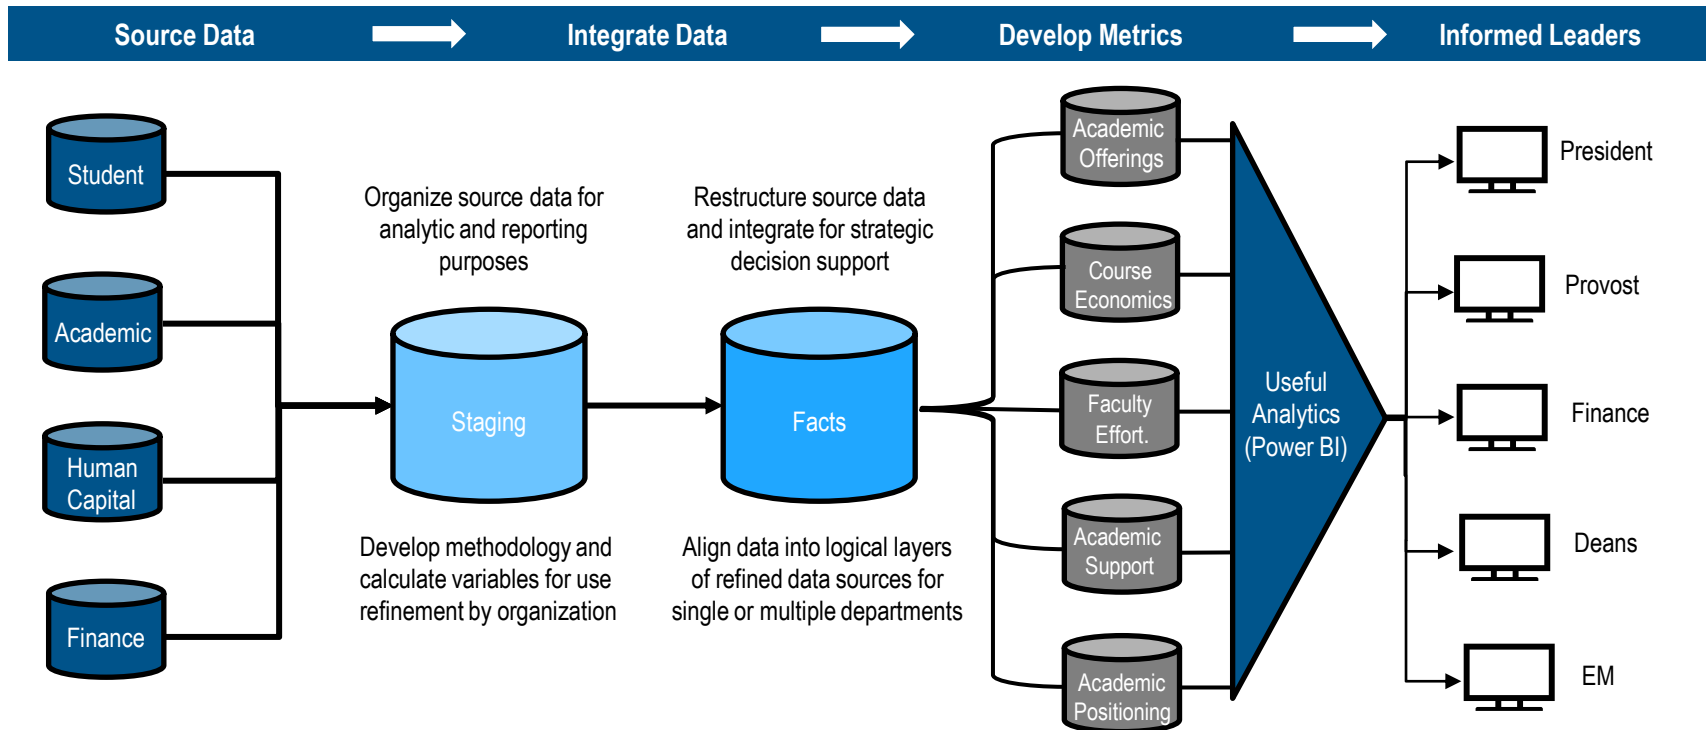 Source Data
Integrate Data
Develop Metrics
Informed Leaders
Student
Academic
Human
Capital
Finance
Organize source data for
analytic and reporting
purposes
Staging
Develop methodology and
calculate variables for use
refinement by organization
Restructure source data
and integrate for strategic
decision support
Facts
Align data into logical layers
of refined data sources for
single or multiple departments
Academic
Offerings
Course
Economics
Faculty
Effort.
Academic
Support
Academic
Positioning
Useful
Analytics
(Power BI)
President
Provost
Finance
Deans
EM